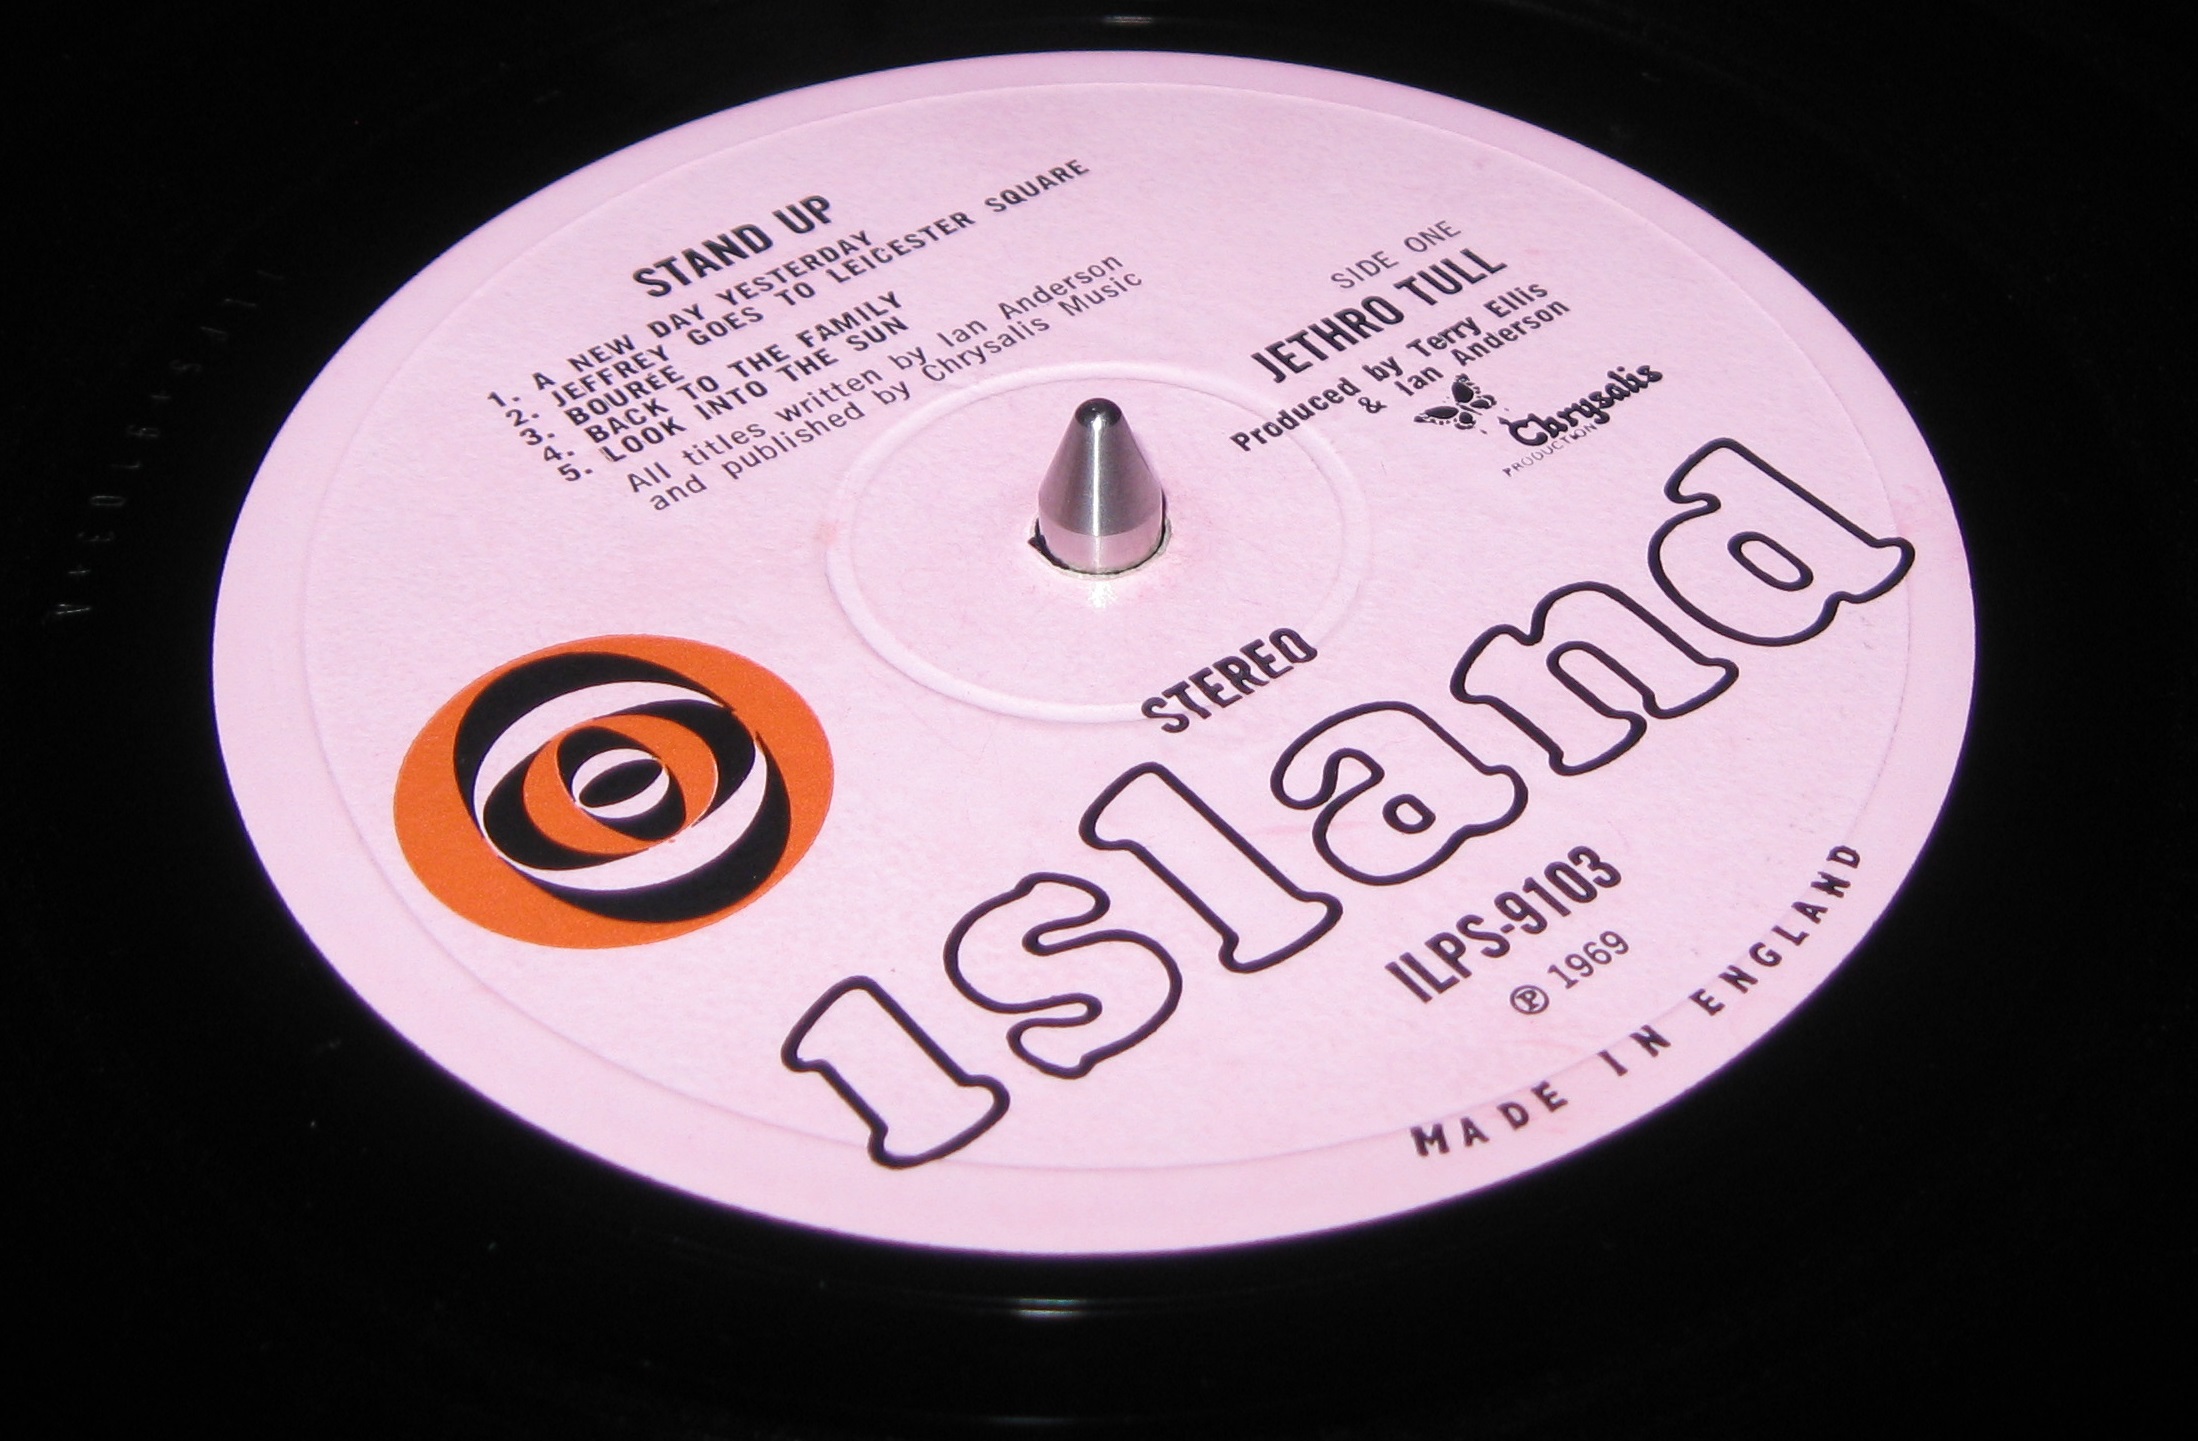 STAND UP
1. A NEW DAY YESTERDAY
2. JEFFREY GOES TO LEICESTER SQUARE
3. BOURÉE
4. BACK TO THE FAMILY
5. LOOK INTO THE SUN
All titles written by Ian Anderson
and published by Chrysalis Music
SIDE ONE
JETHRO TULL
Produced by Terry Ellis
& Ian Anderson
Chrysalis
PRODUCTION
STEREO
island
ILPS-9103
Ⓟ 1969
MADE IN ENGLAND